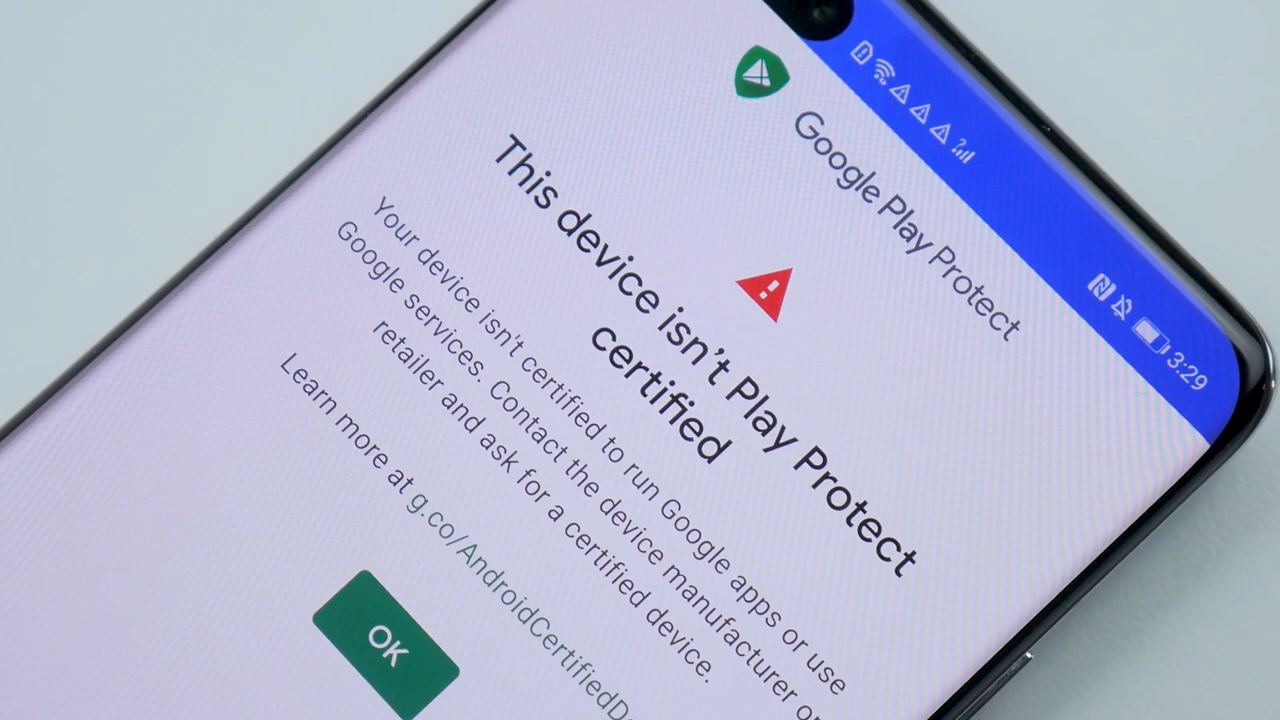 3:29
Google Play Protect
This device isn't Play Protect
certified
Your device isn't certified to run Google apps or use
Google services. Contact the device manufacturer or
retailer and ask for a certified device.
Learn more at g.co/AndroidCertifiedD
OK